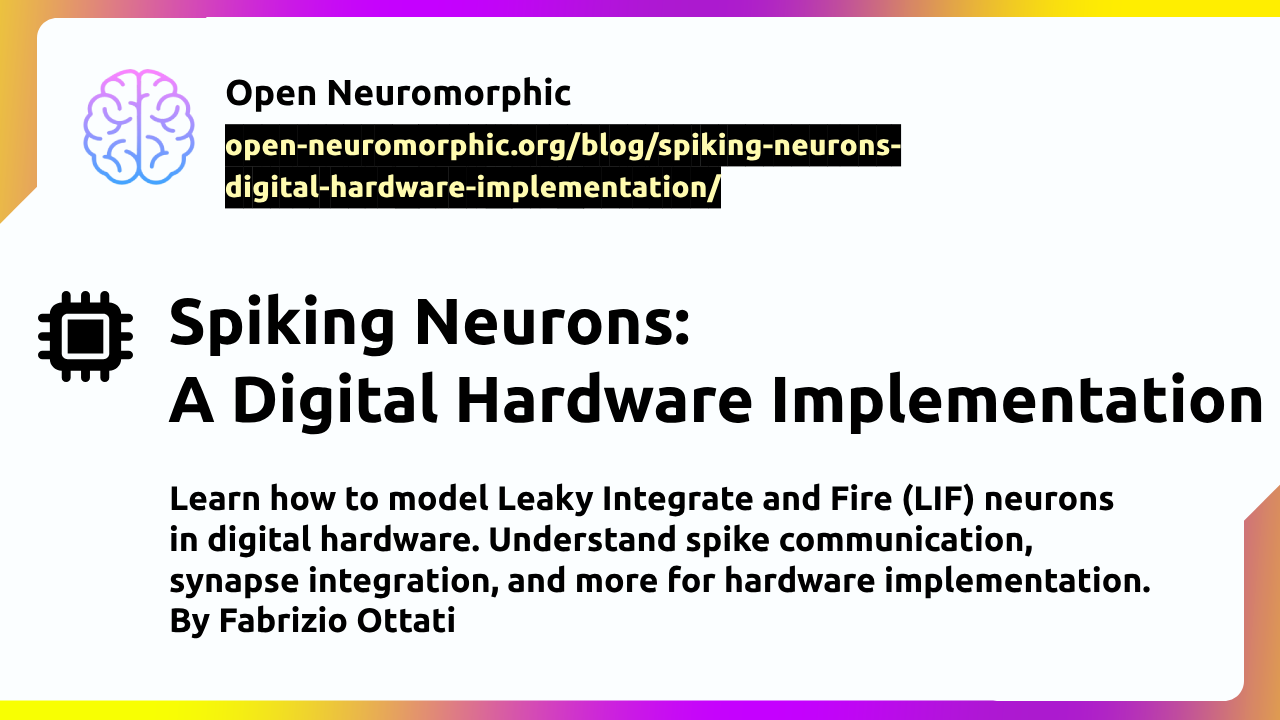 Open Neuromorphic
open-neuromorphic.org/blog/spiking-neurons-
digital-hardware-implementation/
Spiking Neurons:
A Digital Hardware Implementation
Learn how to model Leaky Integrate and Fire (LIF) neurons
in digital hardware. Understand spike communication,
synapse integration, and more for hardware implementation.
By Fabrizio Ottati